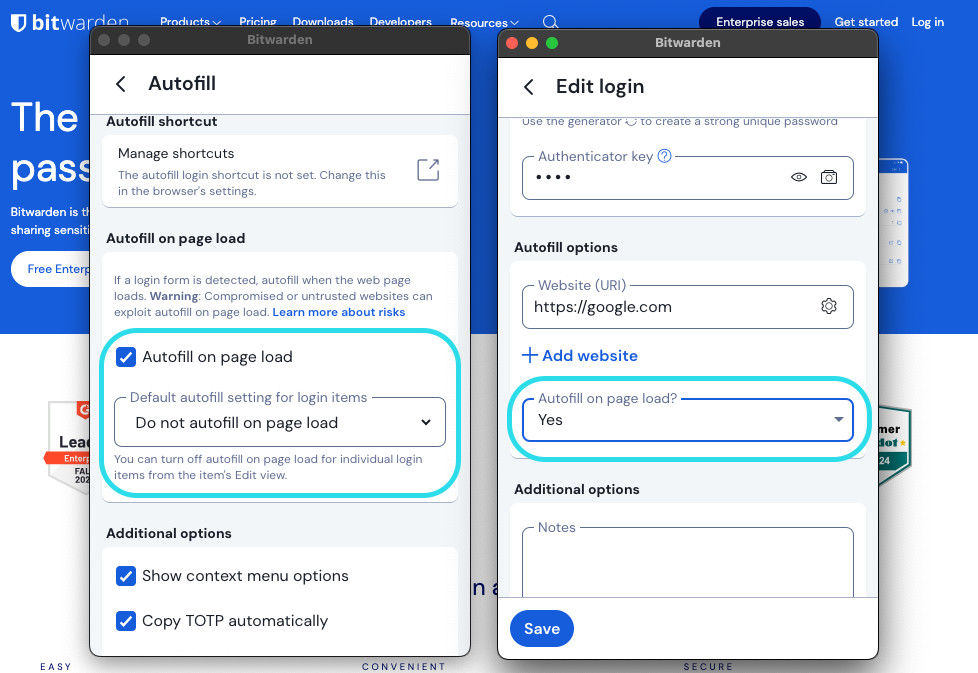 bitwarden
Products
Pricing
Downloads
Developers
Resources
Enterprise sales
Get started
Log in
The
pass
Bitwarden is th
sharing sensiti
Free Enterp
Bitwarden
Autofill
Autofill shortcut
Manage shortcuts
The autofill login shortcut is not set. Change this
in the browser's settings.
Autofill on page load
If a login form is detected, autofill when the web page
loads. Warning: Compromised or untrusted websites can
exploit autofill on page load. Learn more about risks
Autofill on page load
Default autofill setting for login items
Do not autofill on page load
You can turn off autofill on page load for individual login
items from the item's Edit view.
Additional options
Show context menu options
Copy TOTP automatically
Bitwarden
Edit login
Use the generator to create a strong unique password
Authenticator key
••••
Autofill options
Website (URI)
https://google.com
Add website
Autofill on page load?
Yes
Additional options
Notes
Save
G
Lead
Enterp
FAL
202
mer
dot
24
n a
EASY
CONVENIENT
SECURE